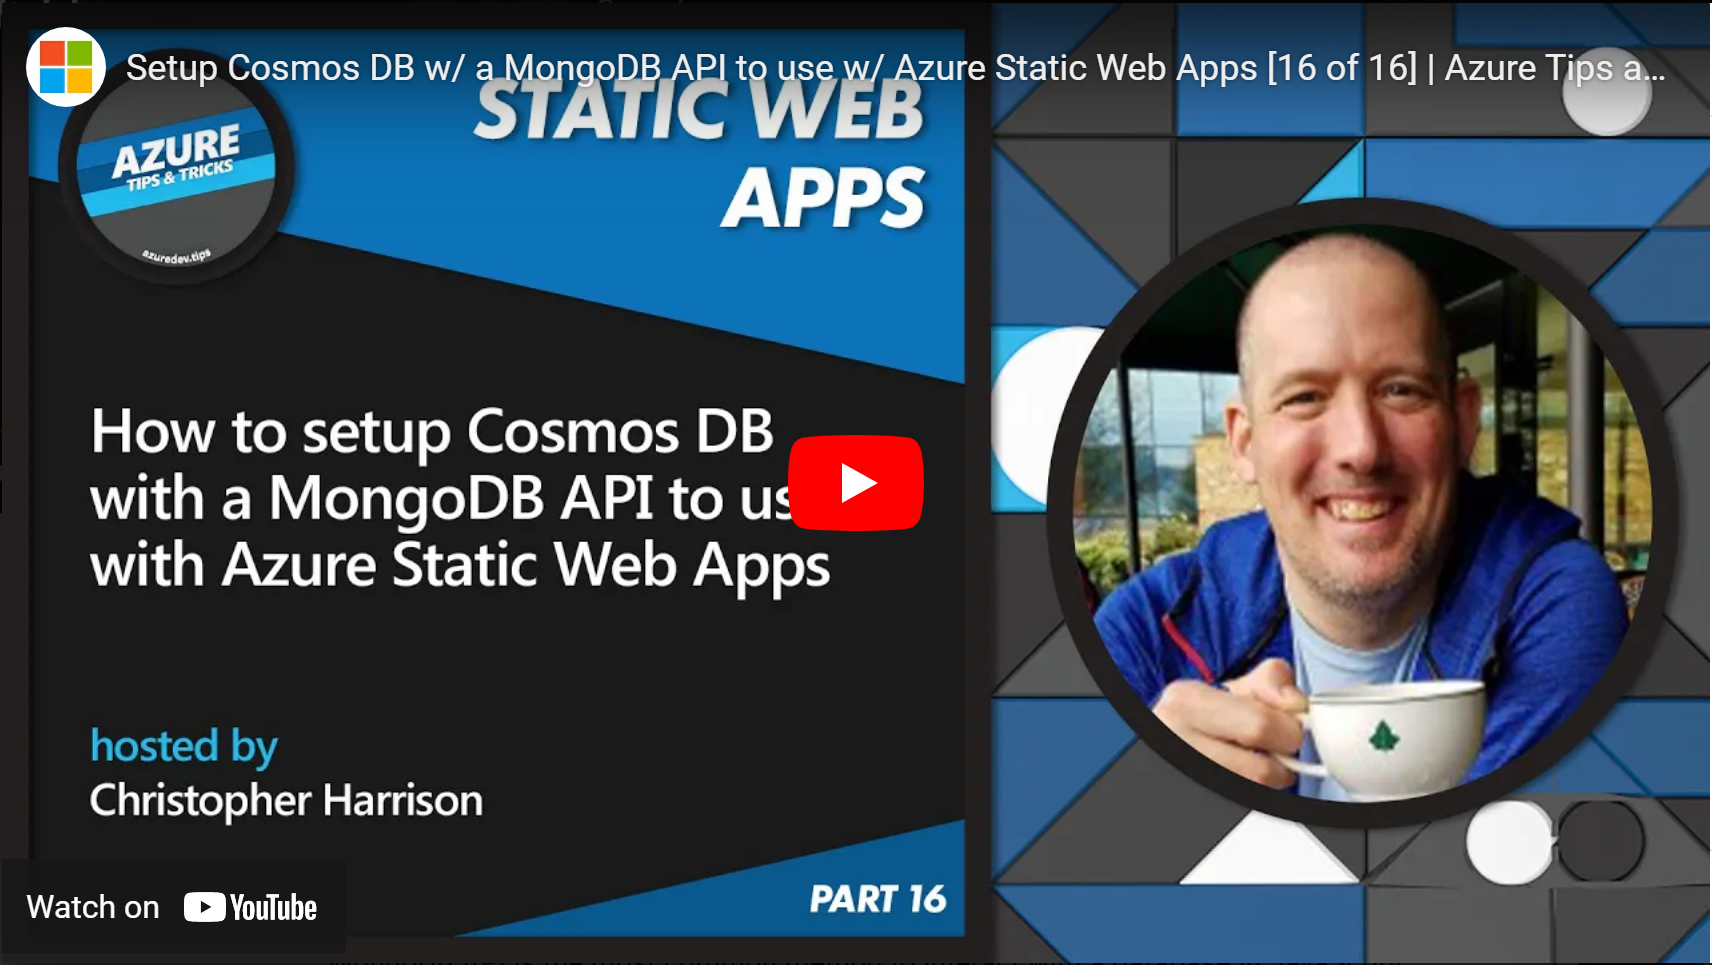 Setup Cosmos DB w/ a MongoDB API to use w/ Azure Static Web Apps [16 of 16] | Azure Tips a...
STATIC WEB
APPS
AZURE
TIPS & TRICKS
azuredev.tips
How to setup Cosmos DB
with a MongoDB API to us
with Azure Static Web Apps
hosted by
Christopher Harrison
PART 16
Watch on YouTube